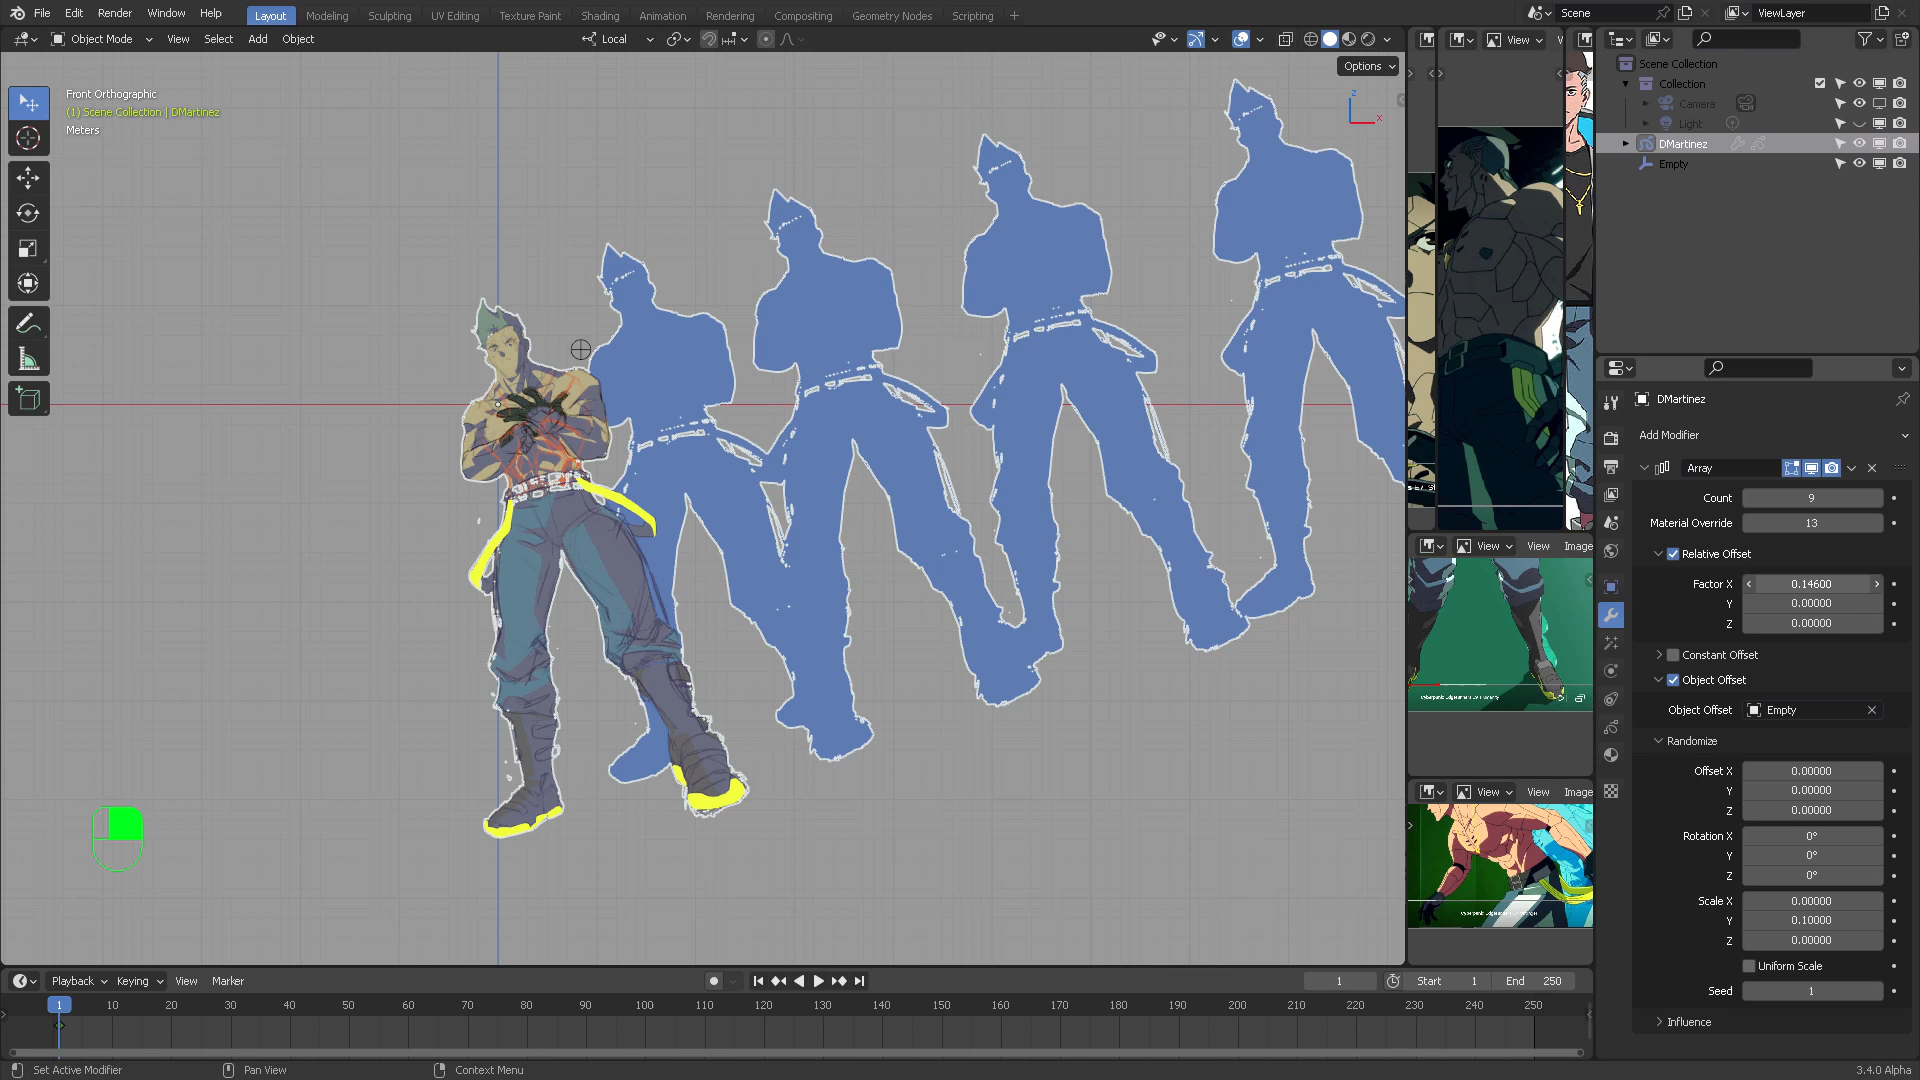 File Edit Render Window Help
Layout Modeling Sculpting UV Editing Texture Paint Shading Animation Rendering Compositing Geometry Nodes Scripting
Scene
ViewLayer
Object Mode View Select Add Object
Local
Options
Front Orthographic
(1) Scene Collection | DMartinez
Meters
Z
X
View
View
View
View
View
Image
View
View
Image
Scene Collection
Collection
Camera
Light
DMartinez
Empty
DMartinez
Add Modifier
Array
Count 9
Material Override 13
Relative Offset
Factor X 0.14600
Y 0.00000
Z 0.00000
Constant Offset
Object Offset
Object Offset Empty
Randomize
Offset X 0.00000
Y 0.00000
Z 0.00000
Rotation X 0°
Y 0°
Z 0°
Scale X 0.00000
Y 0.10000
Z 0.00000
Uniform Scale
Seed 1
Influence
Playback Keying View Marker
1 Start 1 End 250
1 10 20 30 40 50 60 70 80 90 100 110 120 130 140 150 160 170 180 190 200 210 220 230 240 250
Set Active Modifier Pan View Context Menu
3.4.0 Alpha